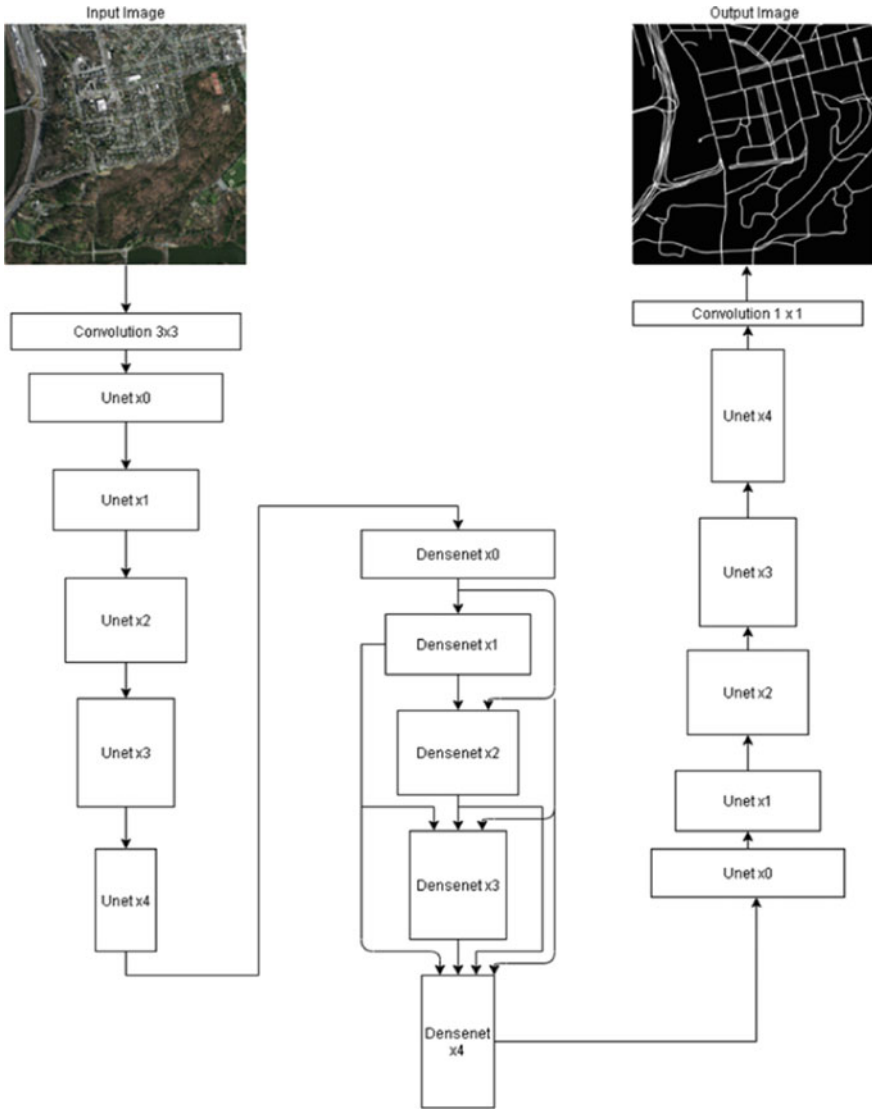 Input Image
Convolution 3x3
Unet x0
Unet x1
Unet x2
Unet x3
Unet x4
Densenet x0
Densenet x1
Densenet x2
Densenet x3
Densenet
x4
Output Image
Convolution 1 x 1
Unet x4
Unet x3
Unet x2
Unet x1
Unet x0